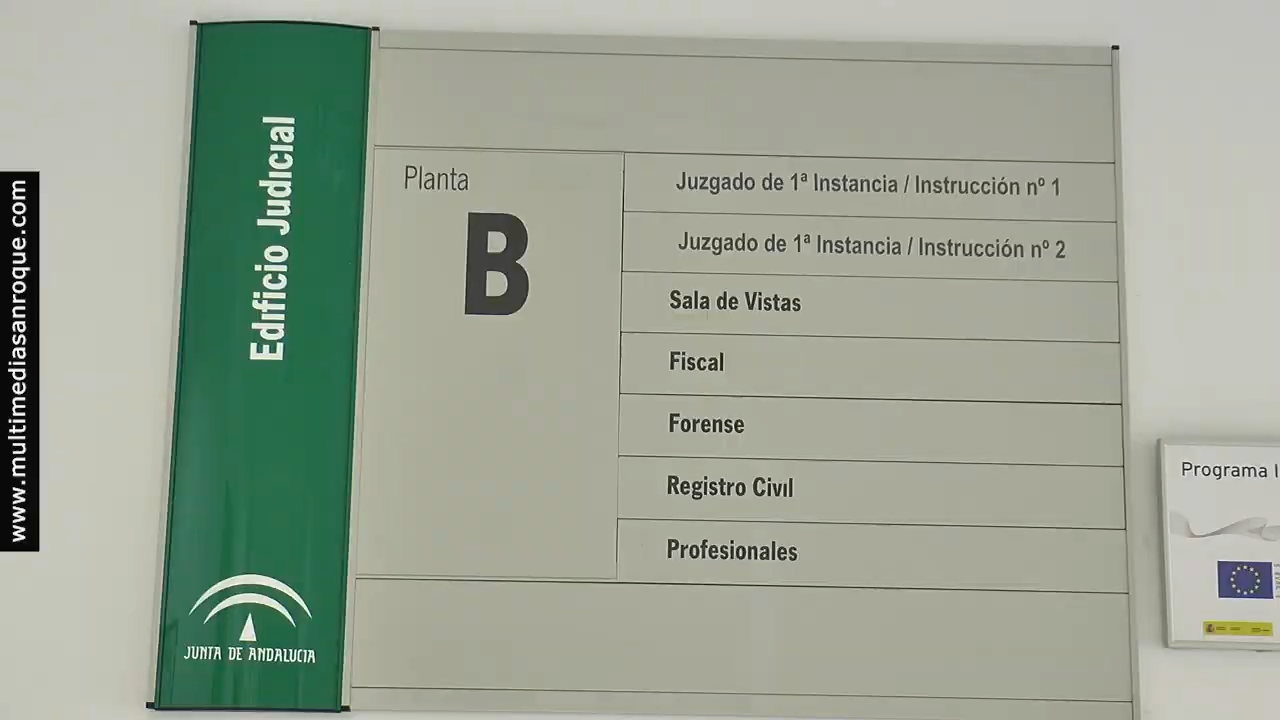 www.multimediasanroque.com
Edificio Judicial
JUNTA DE ANDALUCIA
Planta
B
Juzgado de 1ª Instancia / Instrucción nº 1
Juzgado de 1ª Instancia / Instrucción nº 2
Sala de Vistas
Fiscal
Forense
Registro Civil
Profesionales
Programa